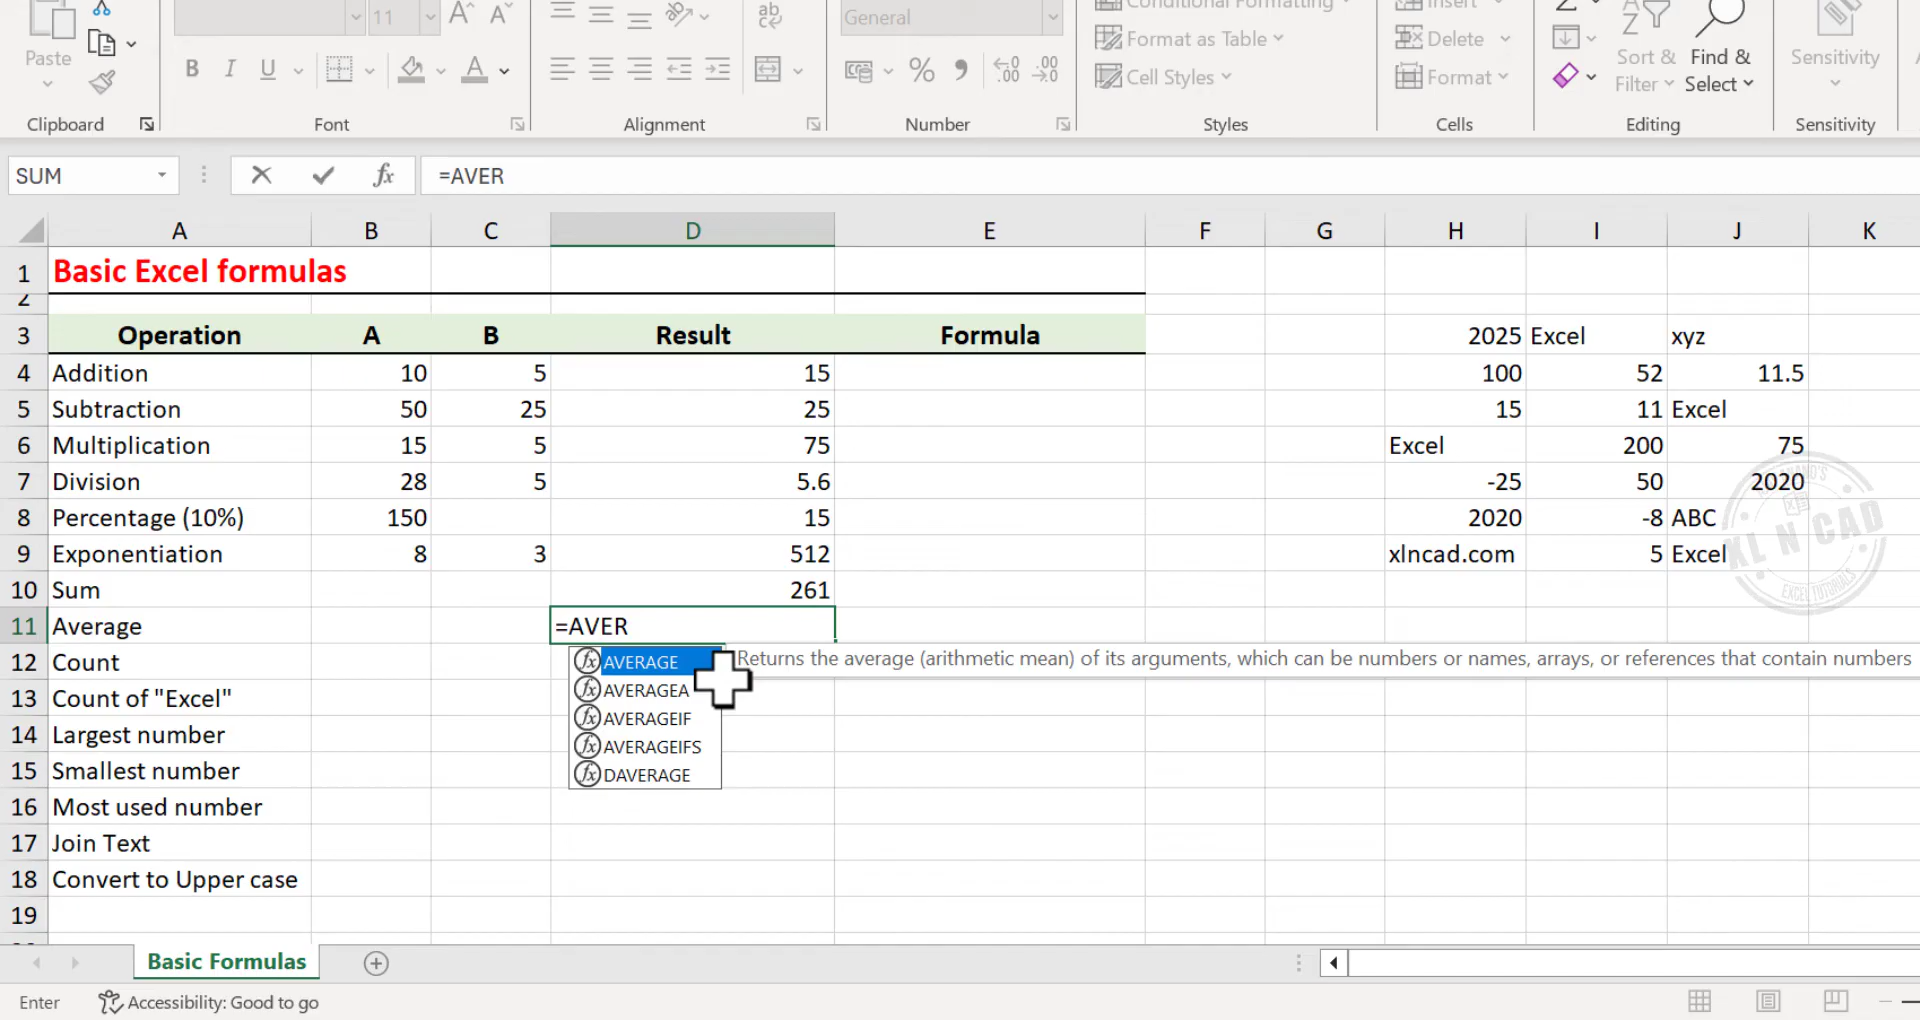 Conditional Formatting
Insert
11
General
Paste
Format as Table
Delete
Sort &
Find &
Sensitivity
B I U
A
Cell Styles
Format
Filter
Select
Clipboard
Font
Alignment
Number
Styles
Cells
Editing
Sensitivity
SUM
fx
=AVER
A B C D E F G H I J K
1 Basic Excel formulas
2
3 Operation A B Result Formula 2025 Excel xyz
4 Addition 10 5 15 100 52 11.5
5 Subtraction 50 25 25 15 11 Excel
6 Multiplication 15 5 75 Excel 200 75
7 Division 28 5 5.6 -25 50 2020
8 Percentage (10%) 150 15 2020 -8 ABC
9 Exponentiation 8 3 512 xlncad.com 5 Excel
10 Sum 261
11 Average =AVER
12 Count
13 Count of "Excel"
14 Largest number
15 Smallest number
16 Most used number
17 Join Text
18 Convert to Upper case
19
AVERAGE
Returns the average (arithmetic mean) of its arguments, which can be numbers or names, arrays, or references that contain numbers
AVERAGEA
AVERAGEIF
AVERAGEIFS
DAVERAGE
XL N CAD
EXCEL TUTORIALS
Basic Formulas
Enter
Accessibility: Good to go